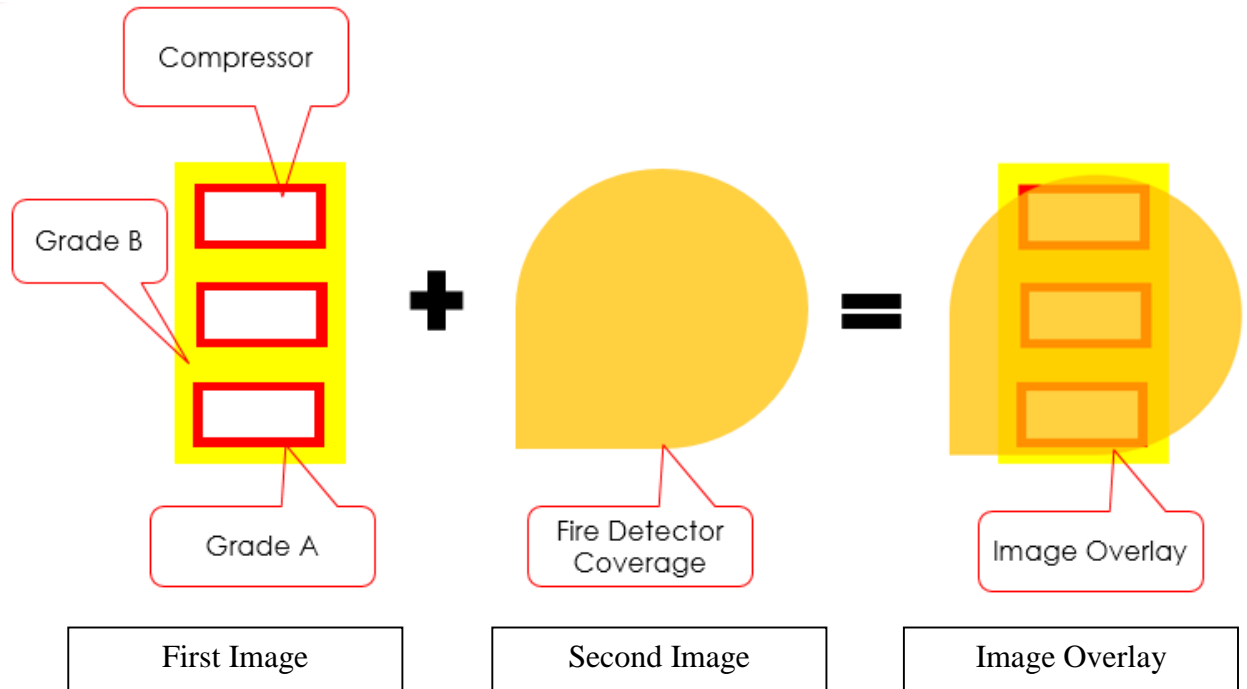 Compressor
Grade B
Grade A
Fire Detector
Coverage
Image Overlay
First Image
Second Image
Image Overlay